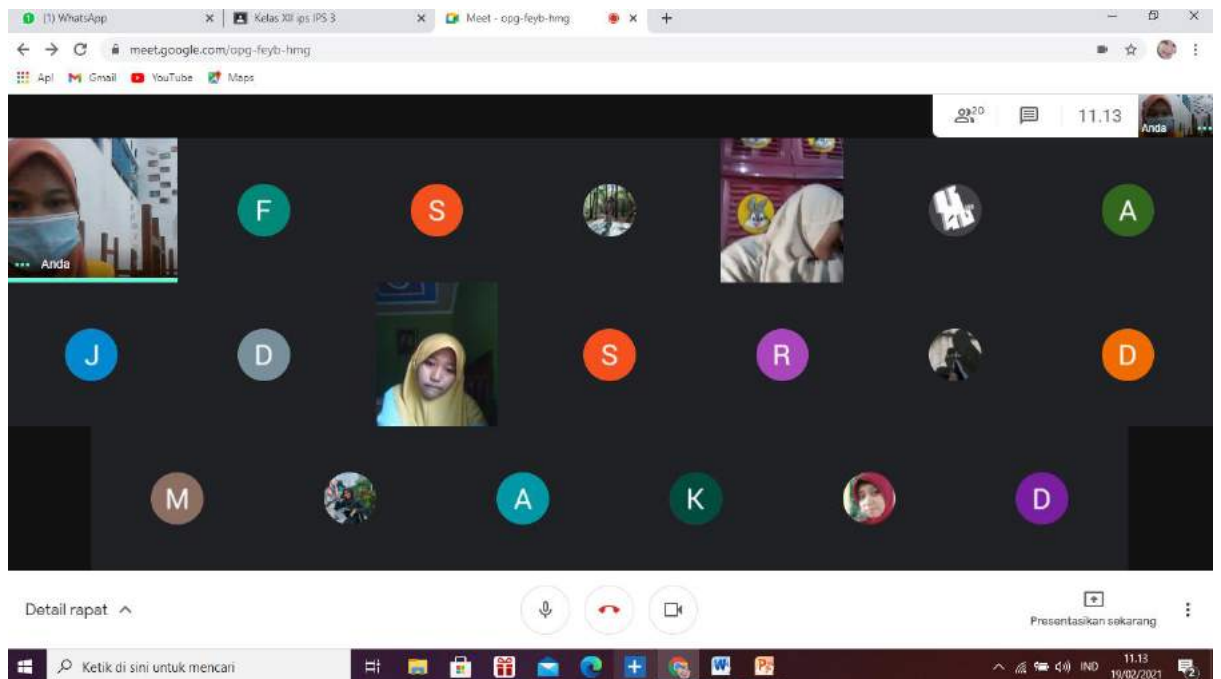 (1) WhatsApp
Kelas XII ips IPS 3
Meet - opg-feyb-hmg
meet.google.com/opg-feyb-hmg
Apl Gmail YouTube Maps
20 11.13
Anda
F S A
Anda
J D S R D
M A K D
Detail rapat
Presentasikan sekarang
Ketik di sini untuk mencari
IND
11.13
19/02/2021
2